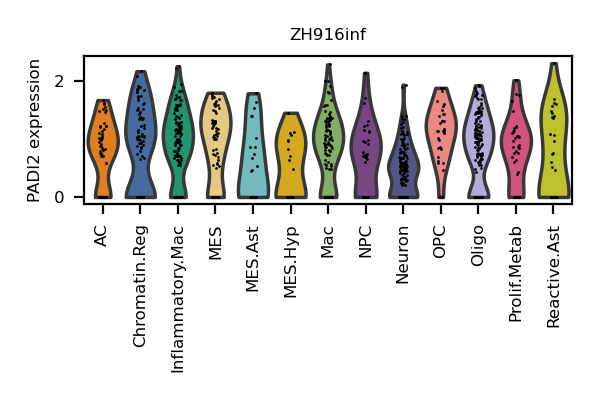 ZH916inf
PADI2 expression
2
0
AC
Chromatin.Reg
Inflammatory.Mac
MES
MES.Ast
MES.Hyp
Mac
NPC
Neuron
OPC
Oligo
Prolif.Metab
Reactive.Ast